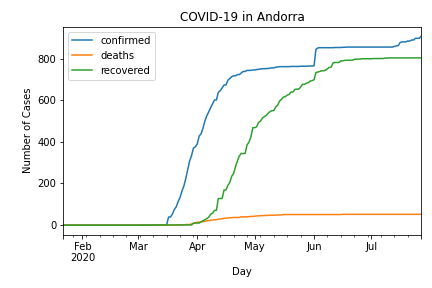 COVID-19 in Andorra
confirmed
deaths
recovered
Number of Cases
800
600
400
200
0
Feb Mar Apr May Jun Jul
2020
Day